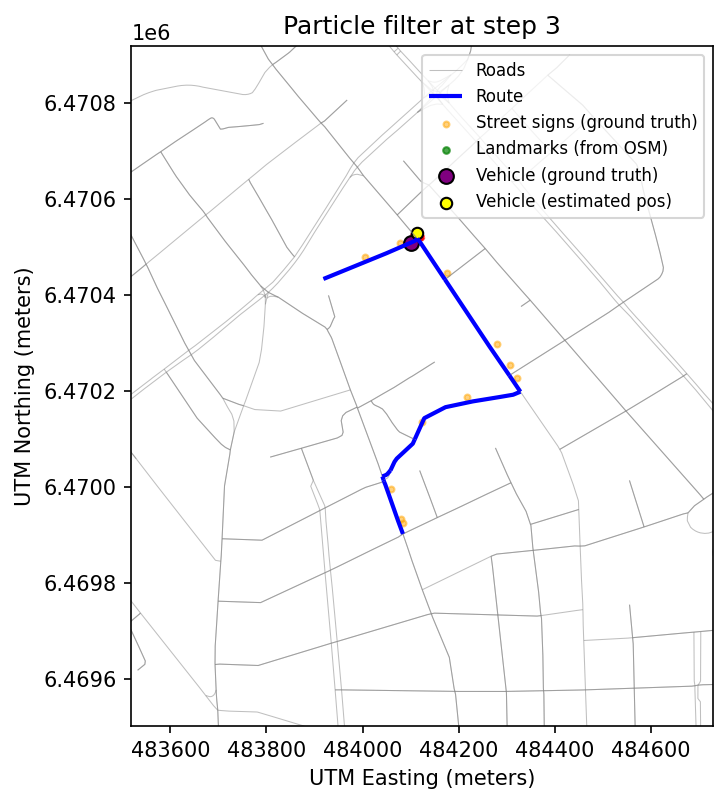 Particle filter at step 3
1e6
Roads
Route
Street signs (ground truth)
Landmarks (from OSM)
Vehicle (ground truth)
Vehicle (estimated pos)
6.4708
6.4706
6.4704
6.4702
6.4700
6.4698
6.4696
UTM Northing (meters)
483600 483800 484000 484200 484400 484600
UTM Easting (meters)